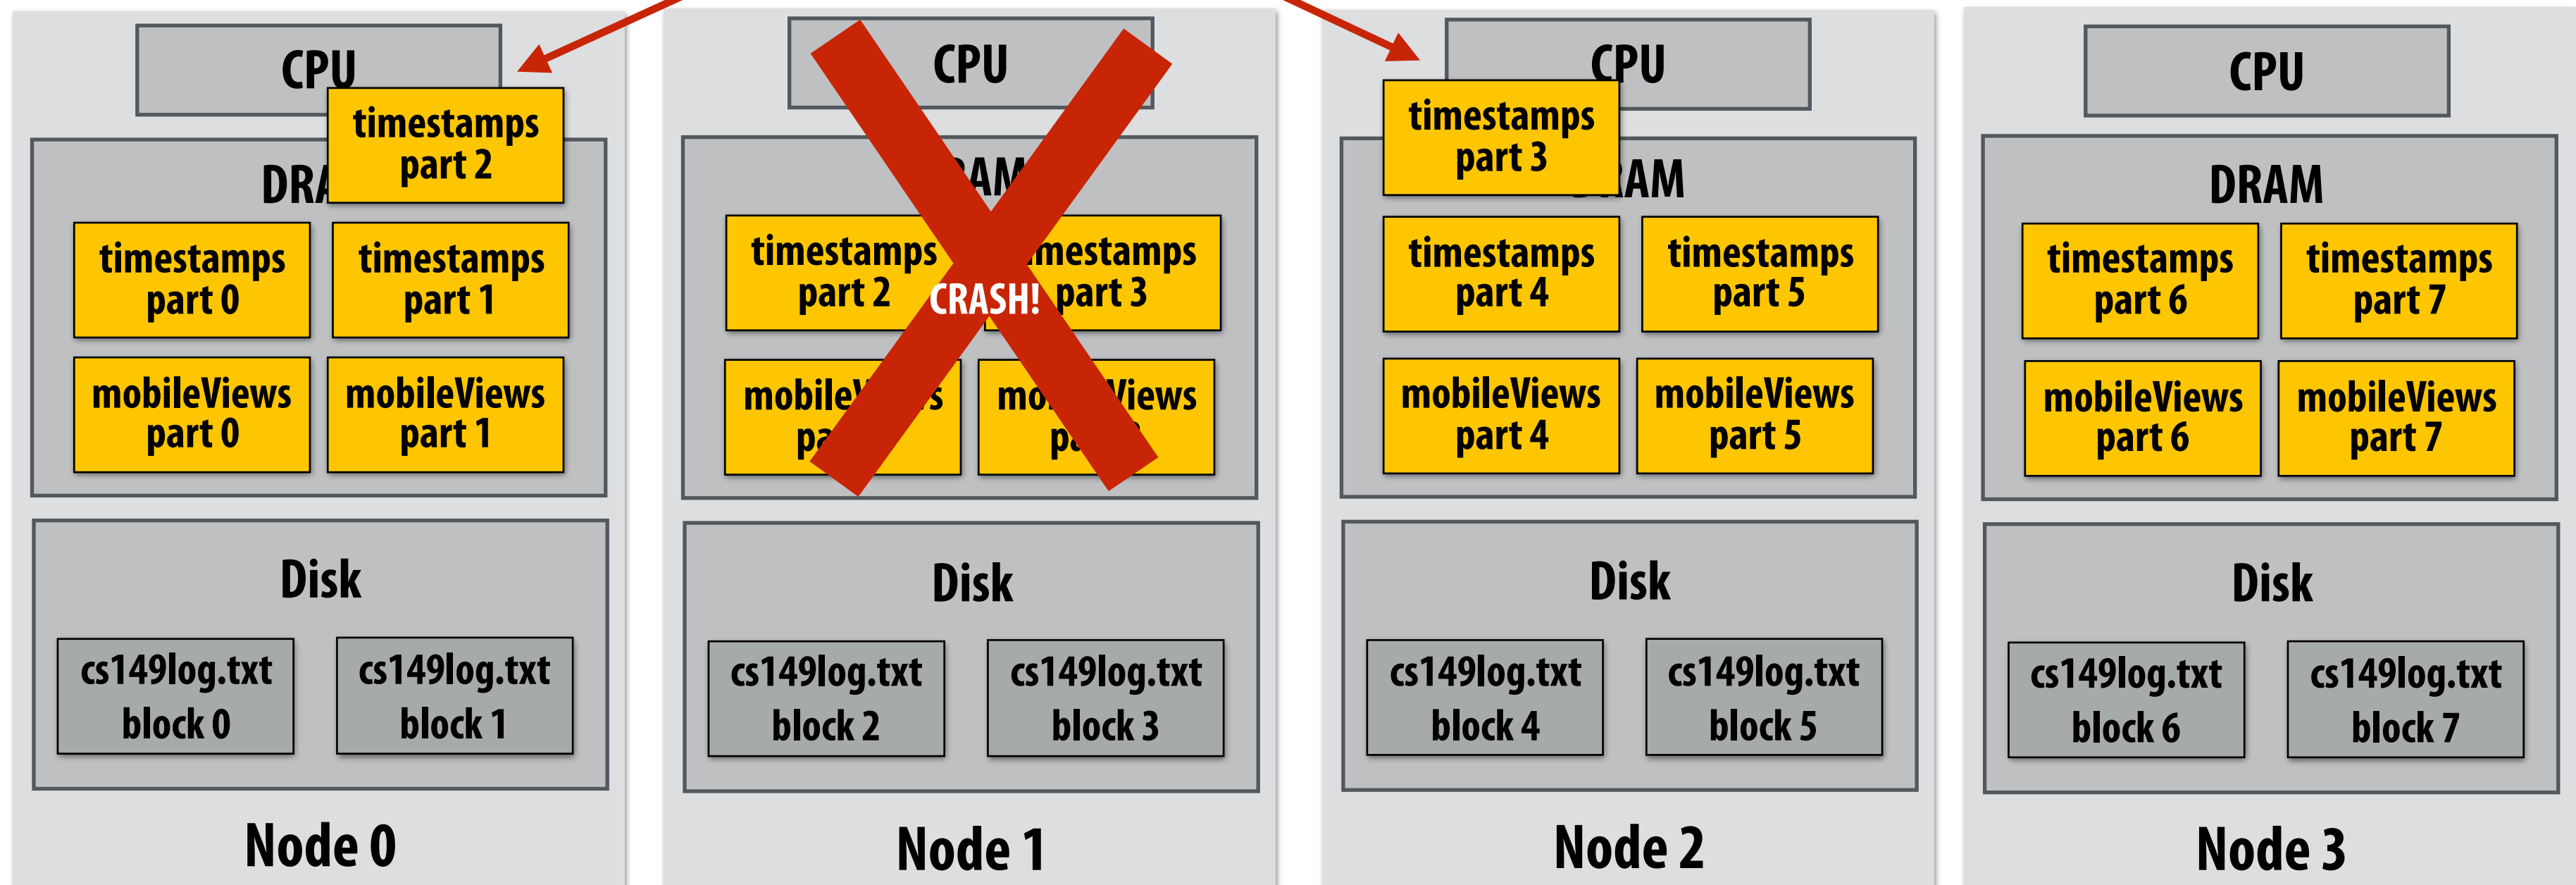 CPU
timestamps
part 2
DRA
timestamps
part 0
timestamps
part 1
mobileViews
part 0
mobileViews
part 1
Disk
cs149log.txt
block 0
cs149log.txt
block 1
Node 0
CPU
AM
timestamps
part 2
mestamps
part 3
CRASH!
mobile
Views
Disk
cs149log.txt
block 2
cs149log.txt
block 3
Node 1
CPU
timestamps
part 3
AM
timestamps
part 4
timestamps
part 5
mobileViews
part 4
mobileViews
part 5
Disk
cs149log.txt
block 4
cs149log.txt
block 5
Node 2
CPU
DRAM
timestamps
part 6
timestamps
part 7
mobileViews
part 6
mobileViews
part 7
Disk
cs149log.txt
block 6
cs149log.txt
block 7
Node 3